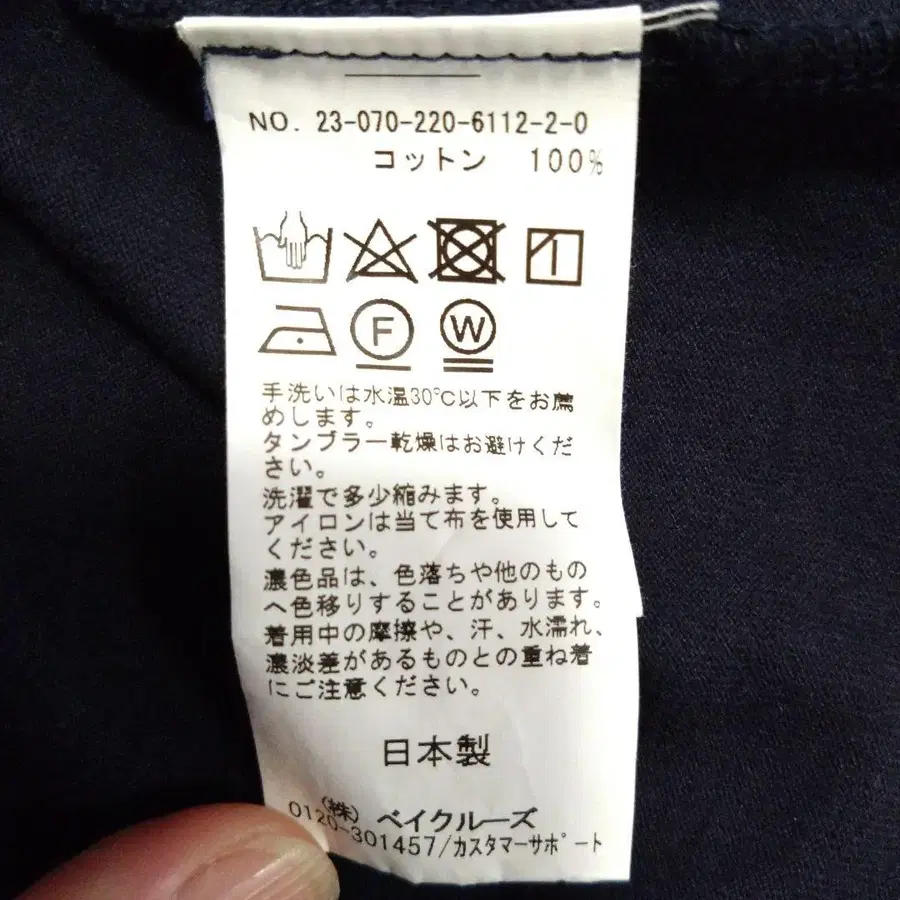 NO. 23-070-220-6112-2-0
コットン 100%
F
W
手洗いは水温30℃以下をお薦
めします。
タンブラー乾燥はお避けくだ
さい。
洗濯で多少縮みます。
アイロンは当て布を使用して
ください。
濃色品は、色落ちや他のもの
へ色移りすることがあります。
着用中の摩擦や、汗、水濡れ、
濃淡差があるものとの重ね着
にご注意ください。
日本製
(株) ベイクルーズ
0120-301457/カスタマーサポート